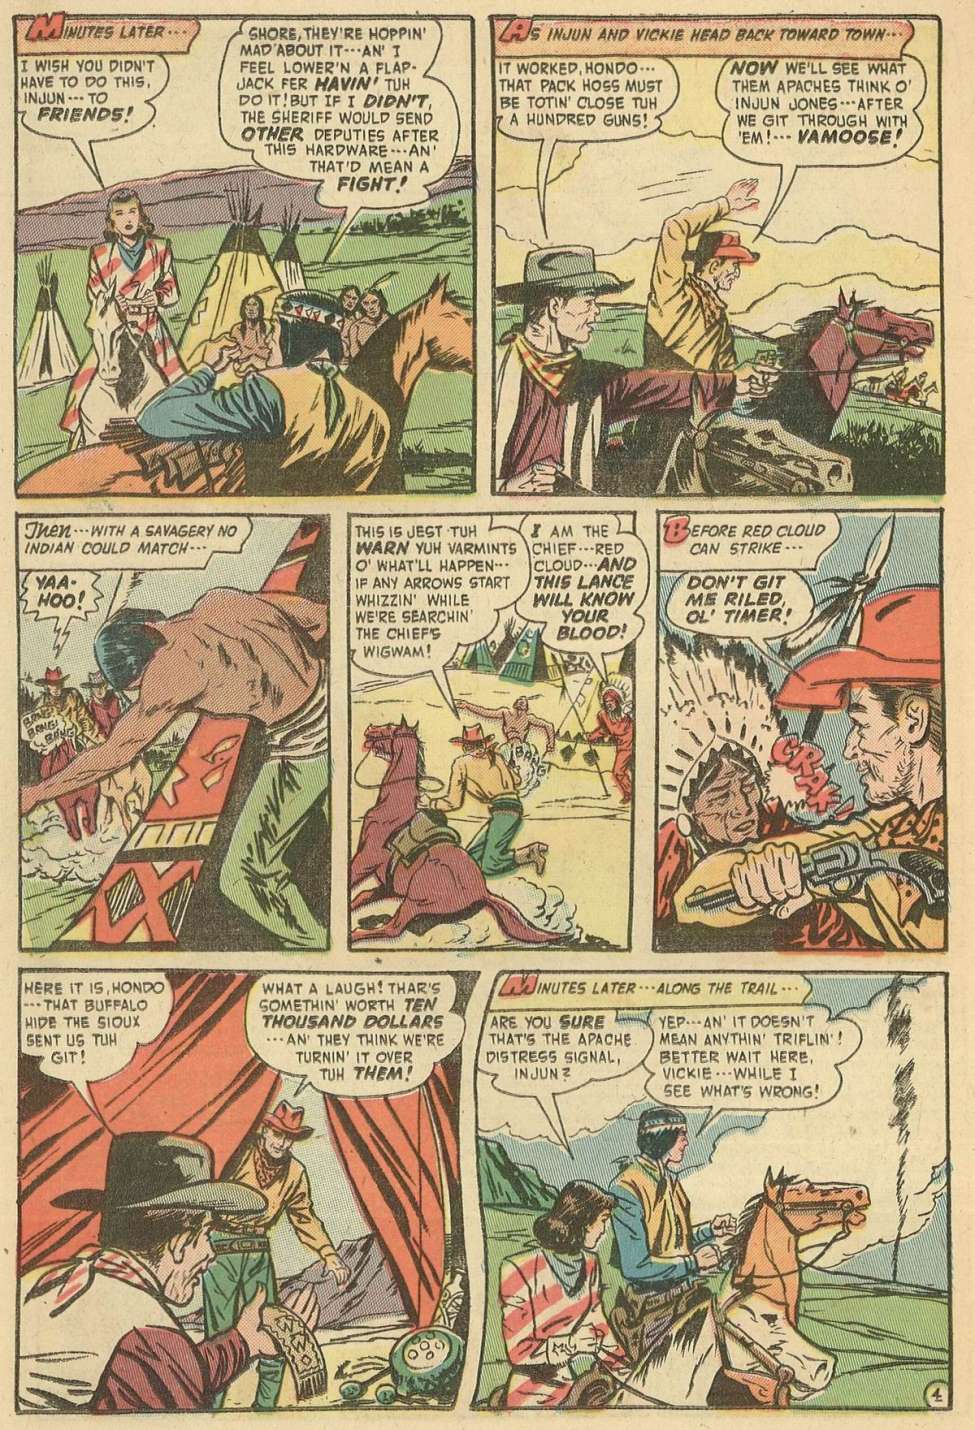 MINUTES LATER---
I WISH YOU DIDN'T
HAVE TO DO THIS,
INJUN---TO
FRIENDS!
SHORE, THEY'RE HOPPIN'
MAD ABOUT IT---AN' I
FEEL LOWER'N A FLAP-
JACK FER HAVIN' TUH
DO IT! BUT IF I DIDN'T,
THE SHERIFF WOULD SEND
OTHER DEPUTIES AFTER
THIS HARDWARE---AN'
THAT'D MEAN A
FIGHT!
AS INJUN AND VICKIE HEAD BACK TOWARD TOWN---
IT WORKED, HONDO---
THAT PACK HOSS MUST
BE TOTIN' CLOSE TUH
A HUNDRED GUNS!
NOW WE'LL SEE WHAT
THEM APACHES THINK O'
INJUN JONES---AFTER
WE GIT THROUGH WITH
'EM!---VAMOOSE!
THEN---WITH A SAVAGERY NO
INDIAN COULD MATCH---
YAA-
HOO!
BANG!
BANG!
BANG!
THIS IS JEST TUH
WARN YUH VARMINTS
O' WHAT'LL HAPPEN---
IF ANY ARROWS START
WHIZZIN' WHILE
WE'RE SEARCHIN'
THE CHIEF'S
WIGWAM!
I AM THE
CHIEF---RED
CLOUD---AND
THIS LANCE
WILL KNOW
YOUR
BLOOD!
BANG!
BEFORE RED CLOUD
CAN STRIKE---
DON'T GIT
ME RILED,
OL' TIMER!
CRAK!
HERE IT IS, HONDO
---THAT BUFFALO
HIDE THE SIOUX
SENT US TUH
GIT!
WHAT A LAUGH! THAR'S
SOMETHIN' WORTH TEN
THOUSAND DOLLARS
---AN' THEY THINK WE'RE
TURNIN' IT OVER
TUH THEM!
MINUTES LATER---ALONG THE TRAIL---
ARE YOU SURE
THAT'S THE APACHE
DISTRESS SIGNAL,
INJUN?
YEP---AN' IT DOESN'T
MEAN ANYTHIN' TRIFLIN'!
BETTER WAIT HERE,
VICKIE---WHILE I
SEE WHAT'S WRONG!
4